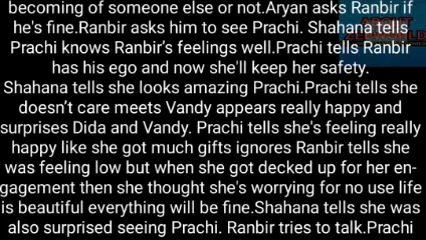 becoming of someone else or not.Aryan asks Ranbir if
he's fine.Ranbir asks him to see Prachi. Shahana tells
Prachi knows Ranbir's feelings well.Prachi tells Ranbir
has his ego and now she'll keep her safety.
Shahana tells she looks amazing Prachi.Prachi tells she
doesn't care meets Vandy appears really happy and
surprises Dida and Vandy. Prachi tells she's feeling really
happy like she got much gifts ignores Ranbir tells she
was feeling low but when she got decked up for her en-
gagement then she thought she's worrying for no use life
is beautiful everything will be fine.Shahana tells she was
also surprised seeing Prachi. Ranbir tries to talk.Prachi